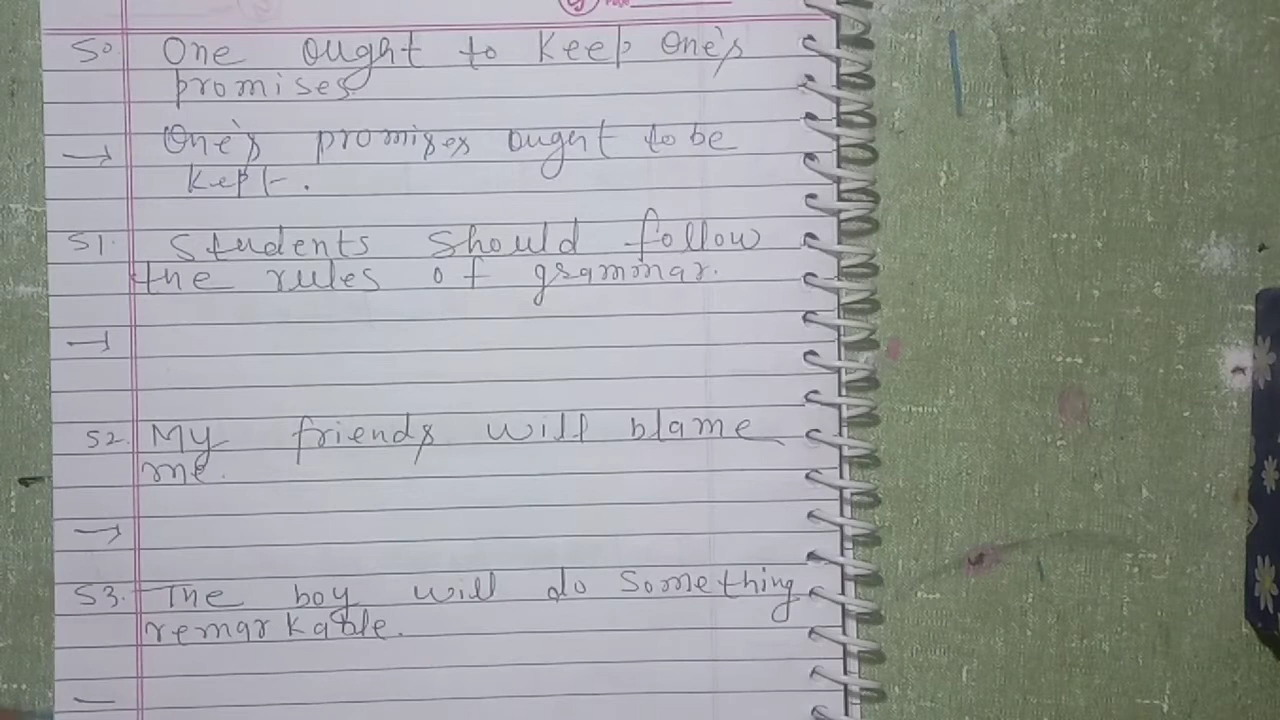 Page
50 One ought to keep one's
promises.
→ One's promises ought to be
kept.
51. Students should follow
the rules of grammar.
→
52. My friends will blame
me.
→
53. The boy will do something
remarkable.